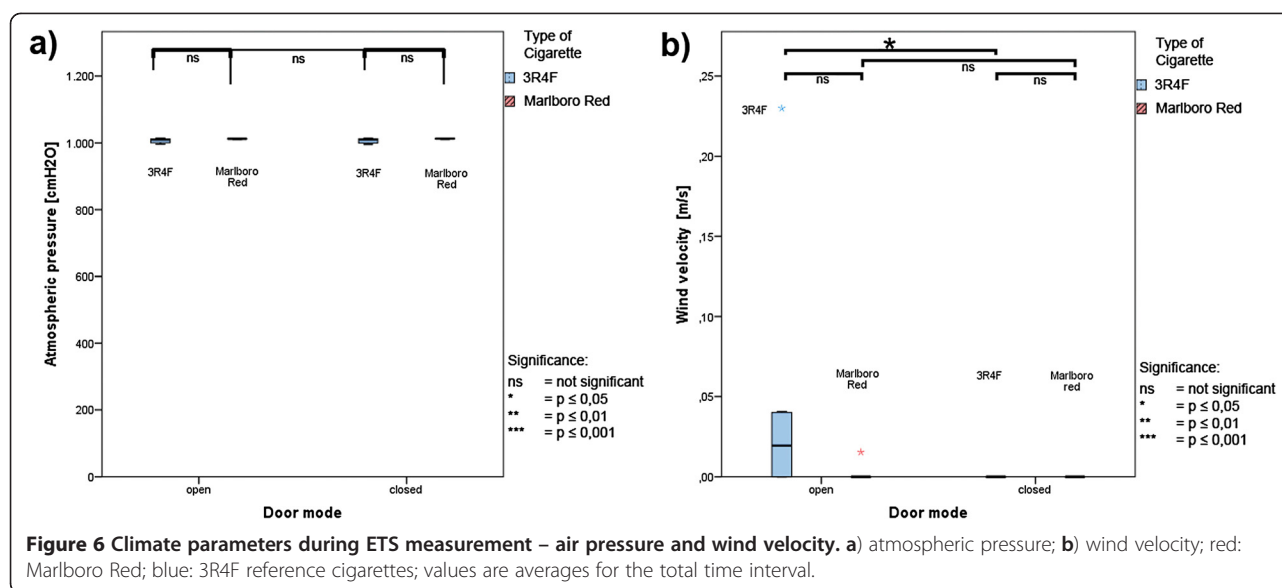 a)
Type of
Cigarette
3R4F
Marlboro Red
ns
ns
ns
1.200
1.000
800
600
400
200
0
Atmospheric pressure [cmH2O]
3R4F
Marlboro
Red
3R4F
Marlboro
Red
Significance:
ns = not significant
* = p ≤ 0,05
** = p ≤ 0,01
*** = p ≤ 0,001
open
closed
Door mode
b)
Type of
Cigarette
3R4F
Marlboro Red
*
ns
ns
ns
,25
,20
,15
,10
,05
,00
Wind velocity [m/s]
3R4F *
Marlboro
Red
*
3R4F
Marlboro
red
Significance:
ns = not significant
* = p ≤ 0,05
** = p ≤ 0,01
*** = p ≤ 0,001
open
closed
Door mode
Figure 6 Climate parameters during ETS measurement – air pressure and wind velocity. a) atmospheric pressure; b) wind velocity; red:
Marlboro Red; blue: 3R4F reference cigarettes; values are averages for the total time interval.